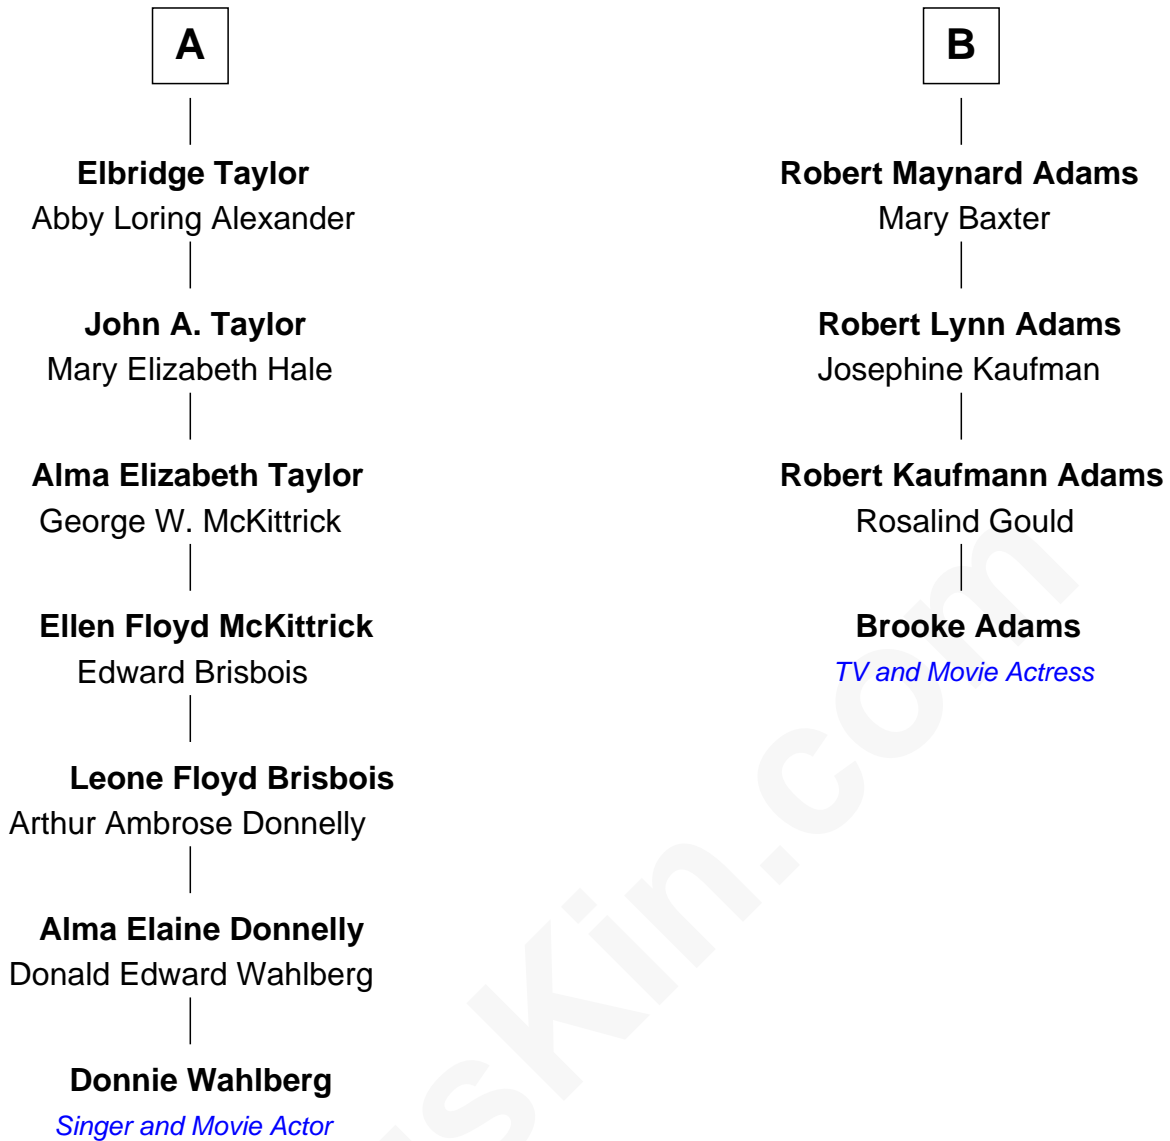 A
Elbridge Taylor
Abby Loring Alexander
John A. Taylor
Mary Elizabeth Hale
Alma Elizabeth Taylor
George W. McKittrick
Ellen Floyd McKittrick
Edward Brisbois
Leone Floyd Brisbois
Arthur Ambrose Donnelly
Alma Elaine Donnelly
Donald Edward Wahlberg
Donnie Wahlberg
Singer and Movie Actor
B
Robert Maynard Adams
Mary Baxter
Robert Lynn Adams
Josephine Kaufman
Robert Kaufmann Adams
Rosalind Gould
Brooke Adams
TV and Movie Actress
sKin.com